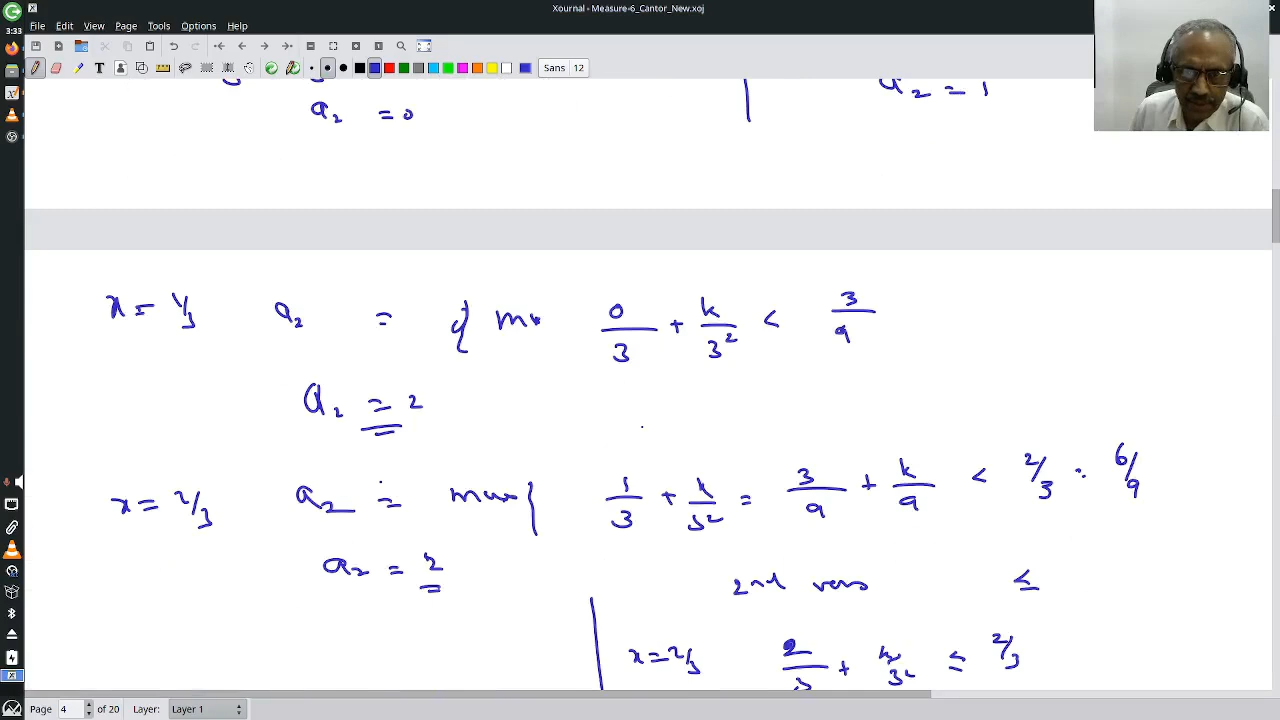 Xournal - Measure-6_Cantor_New.xoj
3:33
File Edit View Page Tools Options Help
Sans 12
a₂ = 0
a₂ = 1
x = 1/3 a₂ = { 0/3 + k/3² < 3/9
a₂ = 2
x = 2/3 a₂ = max { 1/3 + k/3² = 3/9 + k/9 < 2/3 = 6/9
a₂ = 2
2nd vers ≤
x = 2/3 2/3 + k/3² ≤ 2/3
Page 4 of 20 Layer: Layer 1